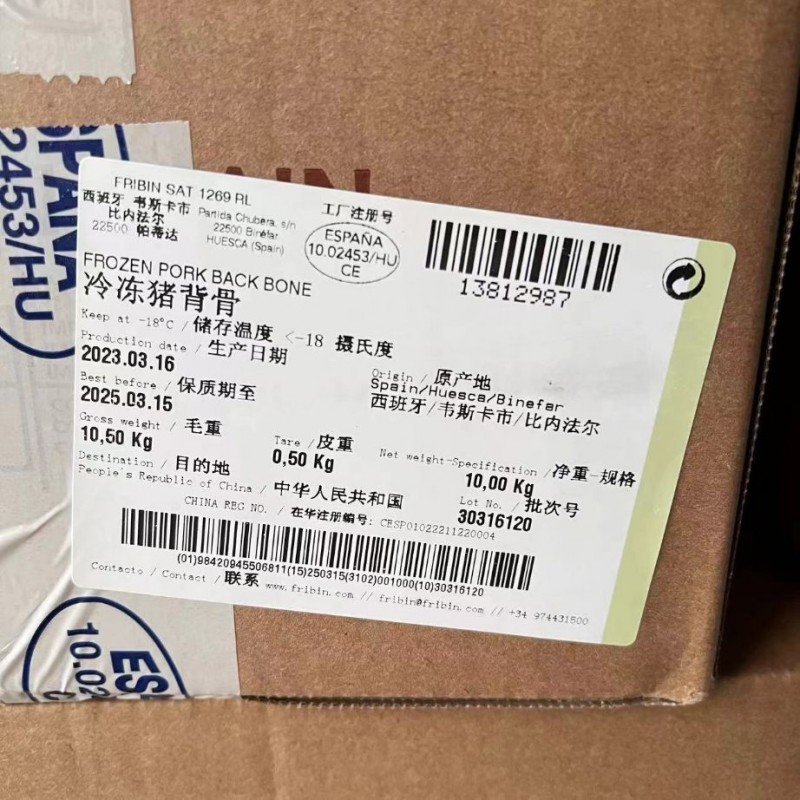 FRIBIN SAT 1269 RL
西班牙 韦斯卡市
比内法尔
22500 帕蒂达
Partida Chubera, s/n
22500 Binéfar
HUESCA (Spain)
工厂注册号
ESPAÑA
10.02453/HU
CE
13812987
FROZEN PORK BACK BONE
冷冻猪背骨
Keep at -18°C / 储存温度 <-18 摄氏度
Production date / 生产日期
2023.03.16
Best before / 保质期至
2025.03.15
Origin / 原产地
Spain/Huesca/Binefar
西班牙/韦斯卡市/比内法尔
Gross weight / 毛重
10,50 Kg
Tare / 皮重
0,50 Kg
Net weight-Specification / 净重-规格
10,00 Kg
Destination / 目的地
People's Republic of China / 中华人民共和国
Lot No. / 批次号
30316120
CHINA REG NO. / 在华注册编号: CESP01022211220004
(01)98420945506811(15)250315(3102)001000(10)30316120
Contacto / Contact / 联系 www.fribin.com // fribin@fribin.com // +34 974431500
2453/HU
10.02